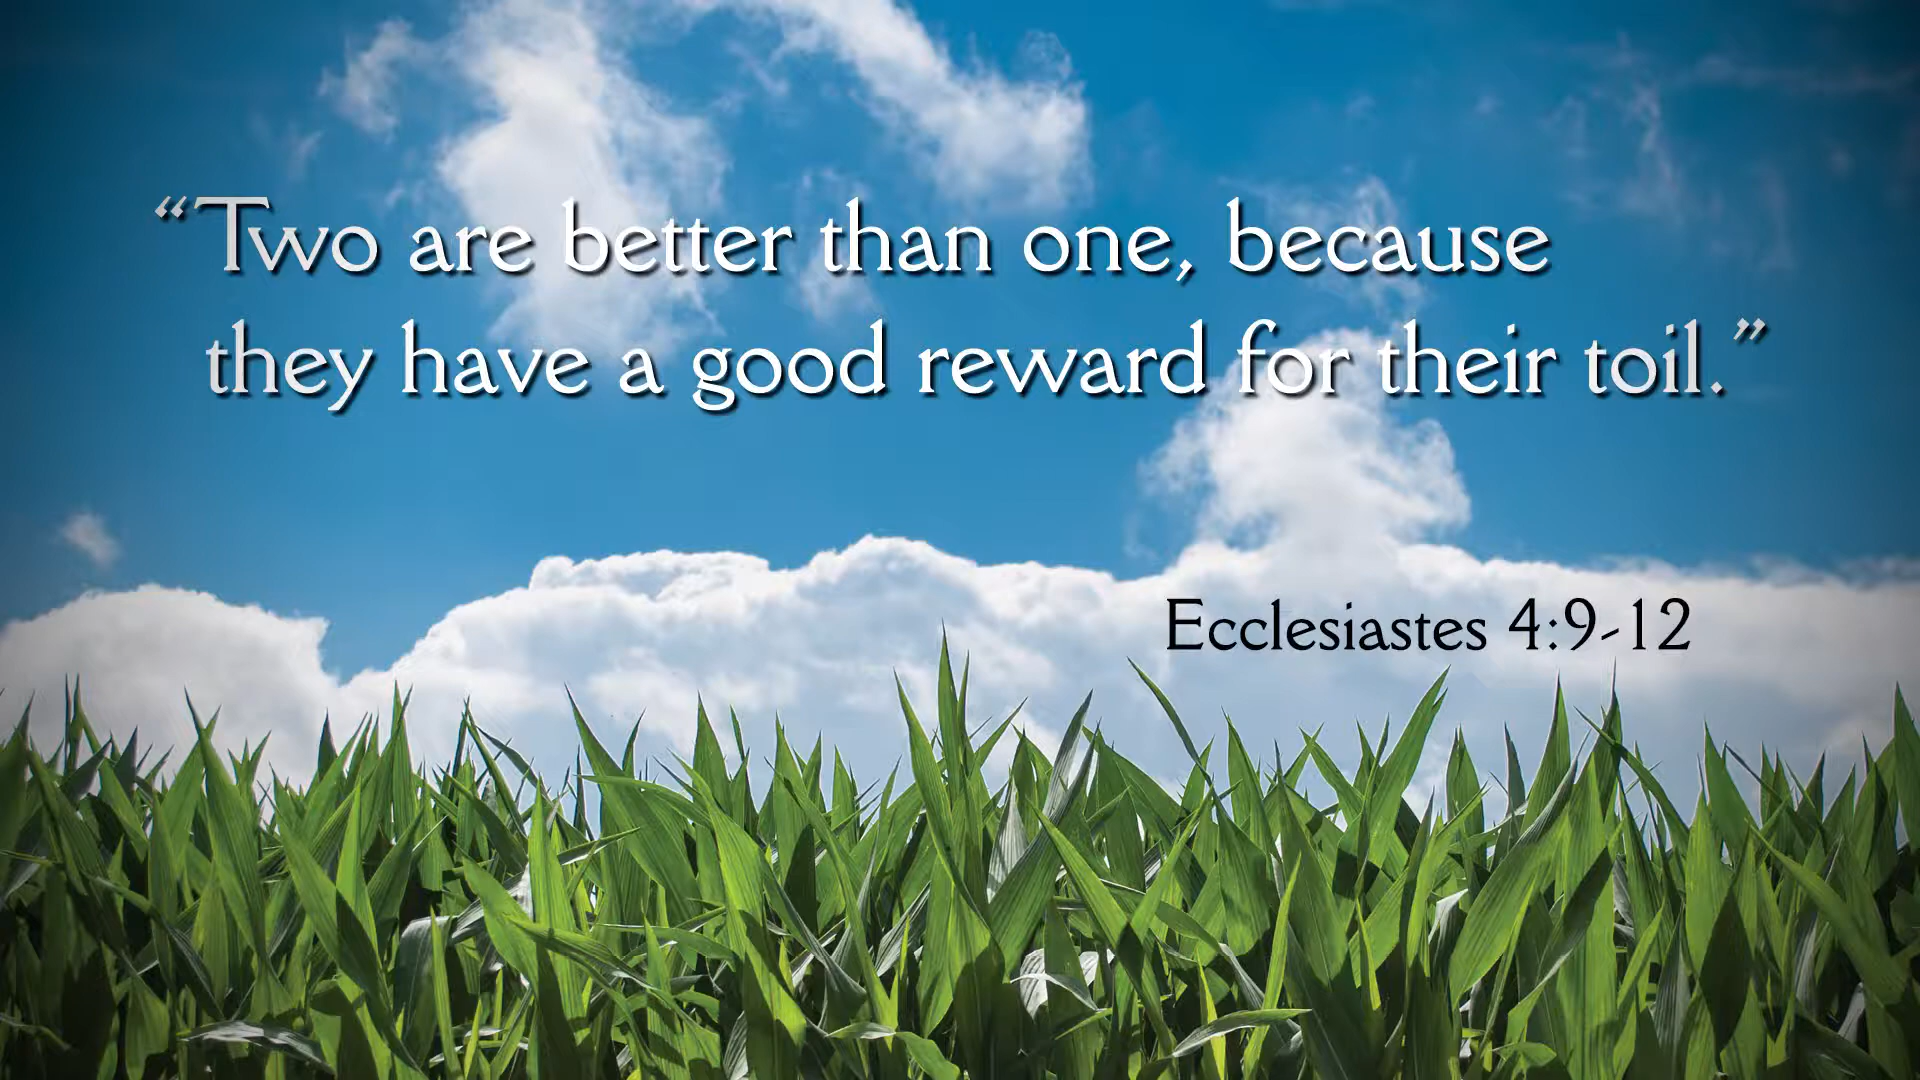 “Two are better than one, because
they have a good reward for their toil.”
Ecclesiastes 4:9-12